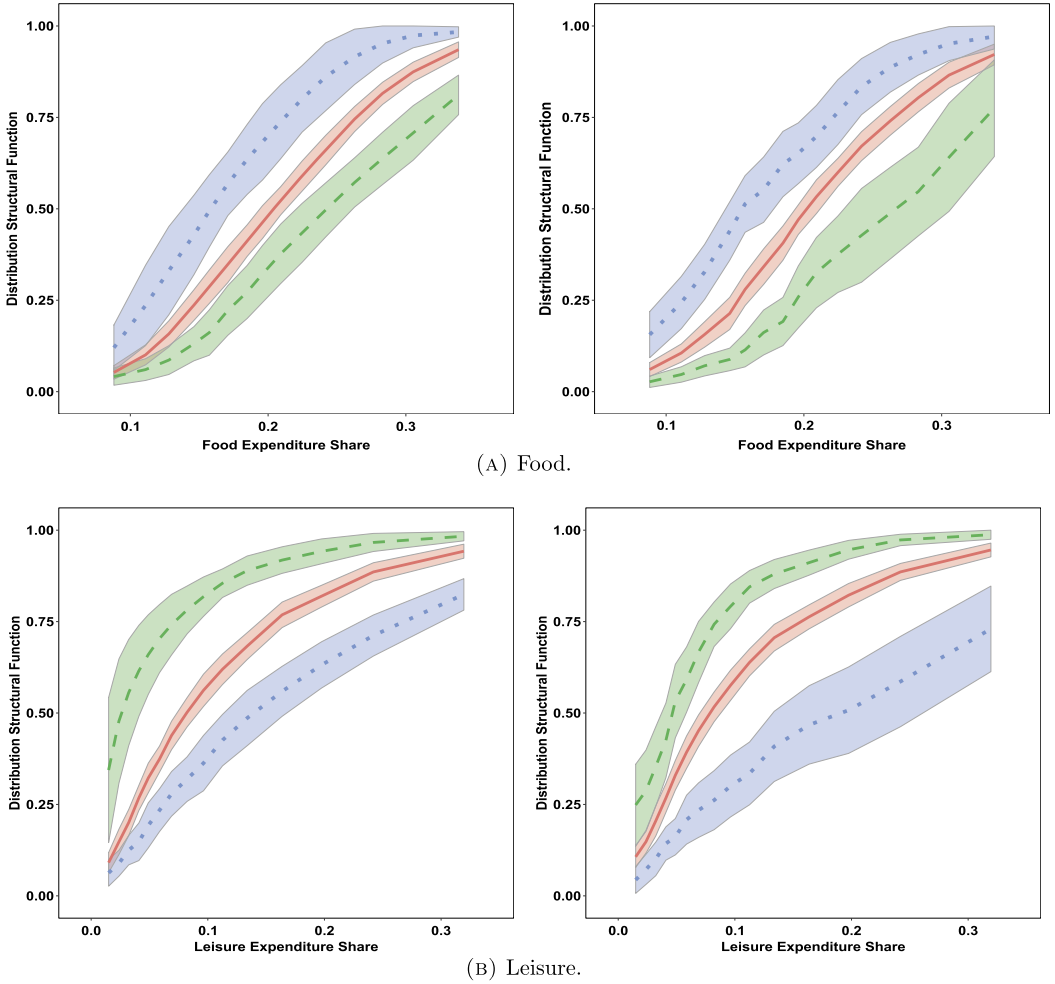 Distribution Structural Function
1.00
0.75
0.50
0.25
0.00
0.1 0.2 0.3
Food Expenditure Share
Distribution Structural Function
1.00
0.75
0.50
0.25
0.00
0.1 0.2 0.3
Food Expenditure Share
(A) Food.
Distribution Structural Function
1.00
0.75
0.50
0.25
0.00
0.0 0.1 0.2 0.3
Leisure Expenditure Share
Distribution Structural Function
1.00
0.75
0.50
0.25
0.00
0.0 0.1 0.2 0.3
Leisure Expenditure Share
(B) Leisure.